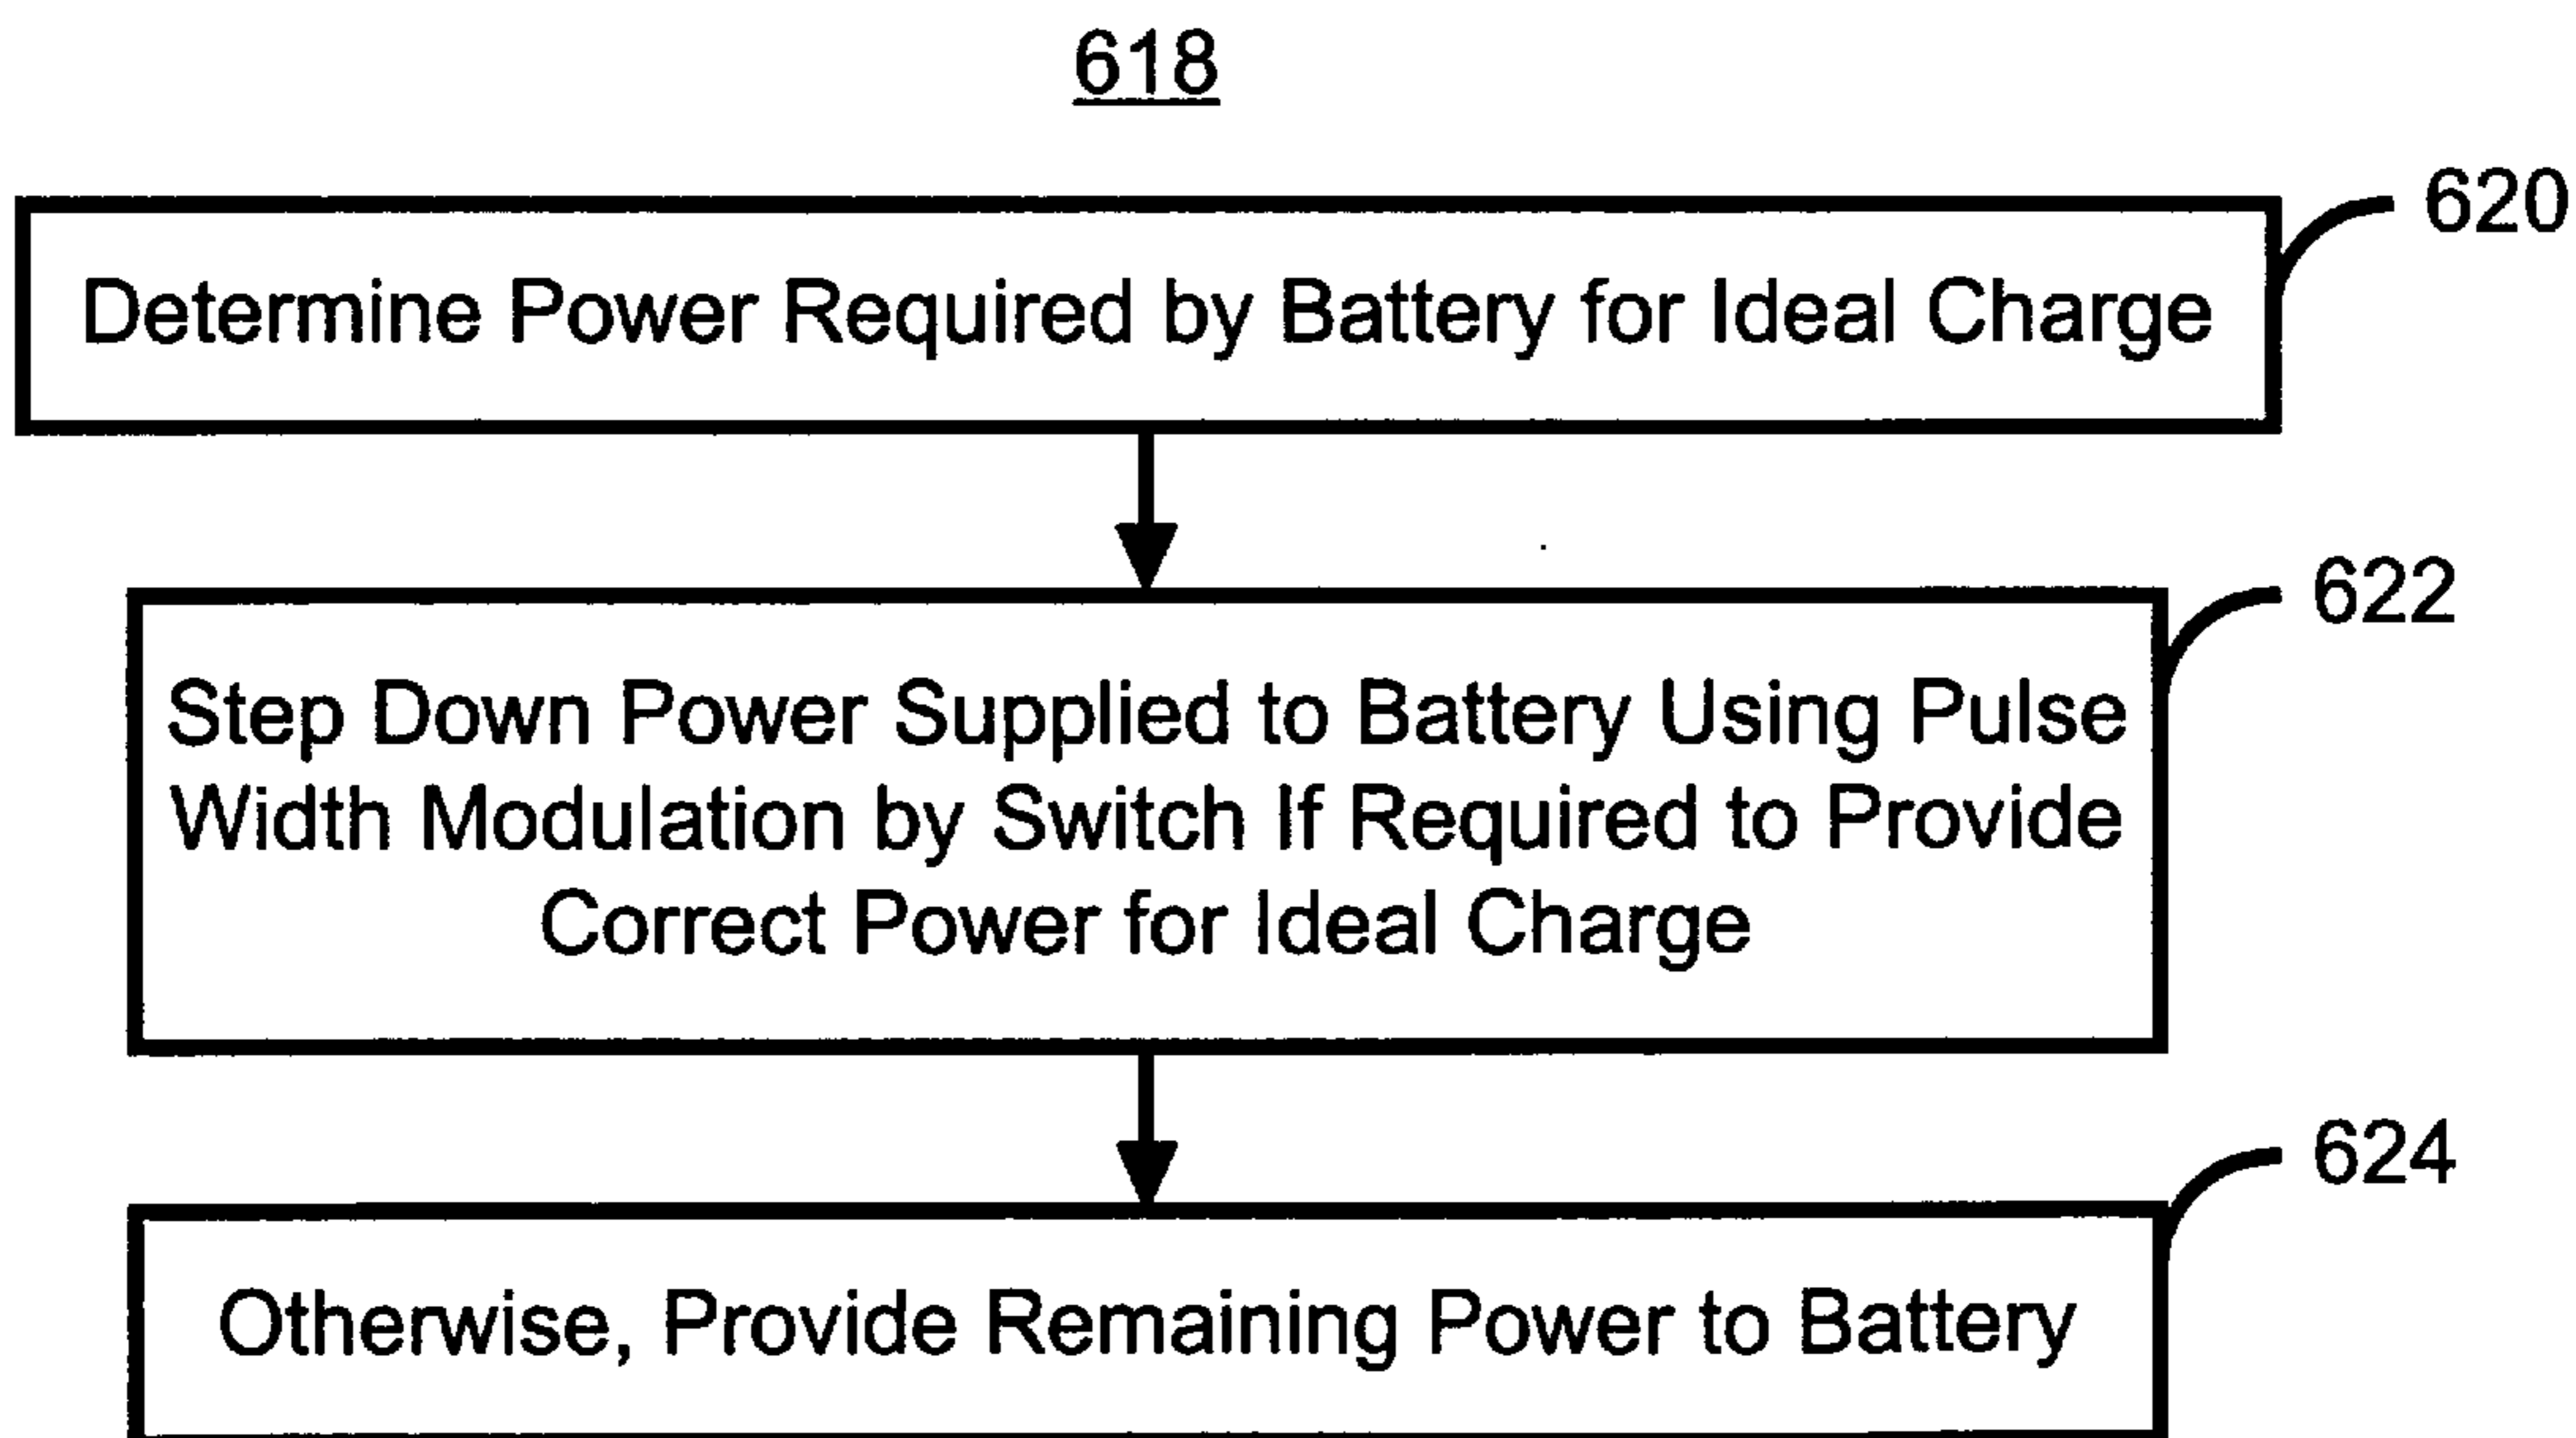 618
620
Determine Power Required by Battery for Ideal Charge
622
Step Down Power Supplied to Battery Using Pulse
Width Modulation by Switch If Required to Provide
Correct Power for Ideal Charge
624
Otherwise, Provide Remaining Power to Battery